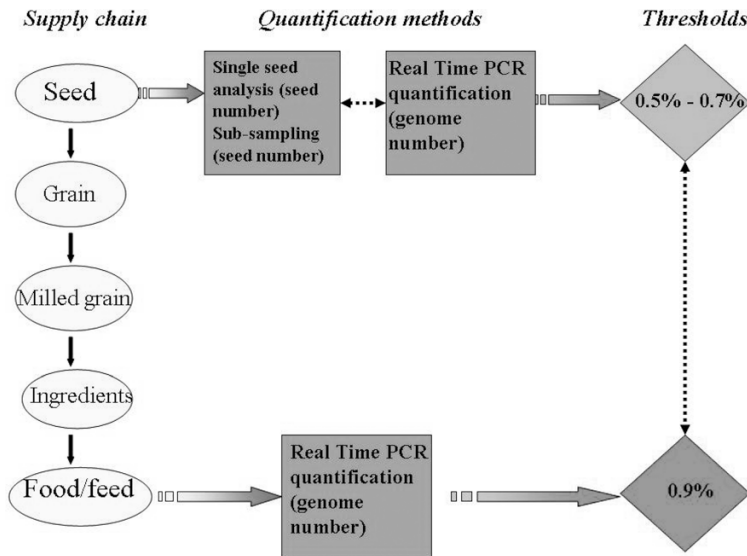 Supply chain
Quantification methods
Thresholds
Seed
Single seed
analysis (seed
number)
Sub-sampling
(seed number)
Real Time PCR
quantification
(genome
number)
0.5% - 0.7%
Grain
Milled grain
Ingredients
Food/feed
Real Time PCR
quantification
(genome
number)
0.9%